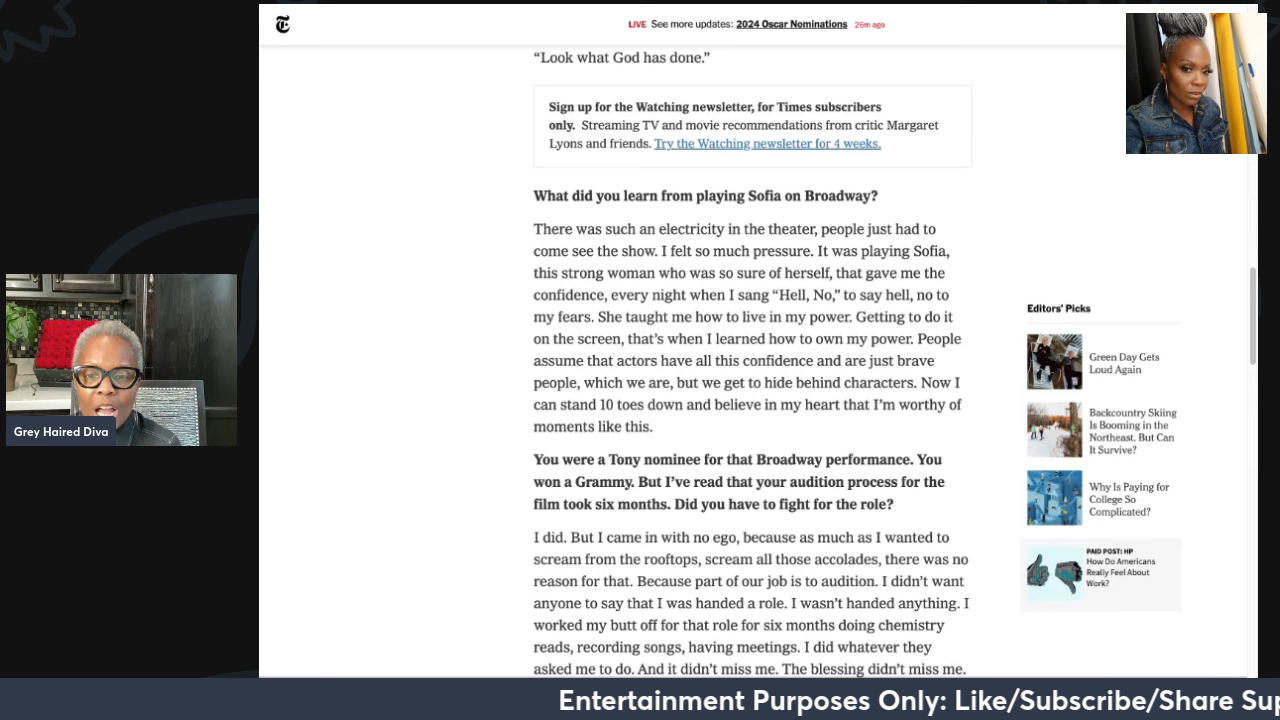 LIVE See more updates: 2024 Oscar Nominations 26m ago
“Look what God has done.”
Sign up for the Watching newsletter, for Times subscribers
only. Streaming TV and movie recommendations from critic Margaret
Lyons and friends. Try the Watching newsletter for 4 weeks.
What did you learn from playing Sofia on Broadway?
There was such an electricity in the theater, people just had to
come see the show. I felt so much pressure. It was playing Sofia,
this strong woman who was so sure of herself, that gave me the
confidence, every night when I sang “Hell, No,” to say hell, no to
my fears. She taught me how to live in my power. Getting to do it
on the screen, that’s when I learned how to own my power. People
assume that actors have all this confidence and are just brave
people, which we are, but we get to hide behind characters. Now I
can stand 10 toes down and believe in my heart that I’m worthy of
moments like this.
You were a Tony nominee for that Broadway performance. You
won a Grammy. But I’ve read that your audition process for the
film took six months. Did you have to fight for the role?
I did. But I came in with no ego, because as much as I wanted to
scream from the rooftops, scream all those accolades, there was no
reason for that. Because part of our job is to audition. I didn’t want
anyone to say that I was handed a role. I wasn’t handed anything. I
worked my butt off for that role for six months doing chemistry
reads, recording songs, having meetings. I did whatever they
asked me to do. And it didn’t miss me. The blessing didn’t miss me.
Editors’ Picks
Green Day Gets
Loud Again
Backcountry Skiing
Is Booming in the
Northeast. But Can
It Survive?
Why Is Paying for
College So
Complicated?
PAID POST: HP
How Do Americans
Really Feel About
Work?
Grey Haired Diva
Entertainment Purposes Only: Like/Subscribe/Share Sup